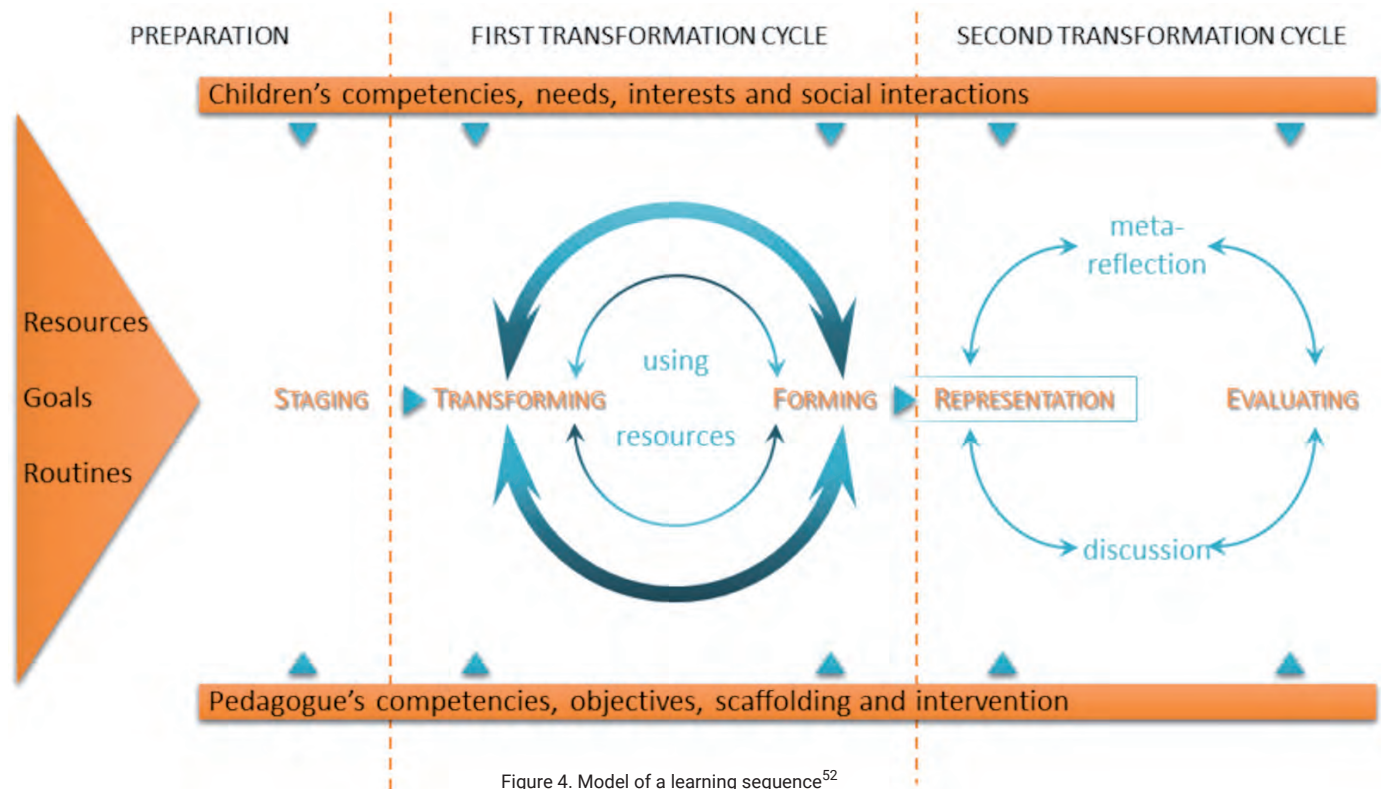 PREPARATION
FIRST TRANSFORMATION CYCLE
SECOND TRANSFORMATION CYCLE
Children's competencies, needs, interests and social interactions
Resources
Goals
Routines
STAGING
TRANSFORMING
using
resources
FORMING
REPRESENTATION
meta-
reflection
discussion
EVALUATING
Pedagogue's competencies, objectives, scaffolding and intervention
Figure 4. Model of a learning sequence52